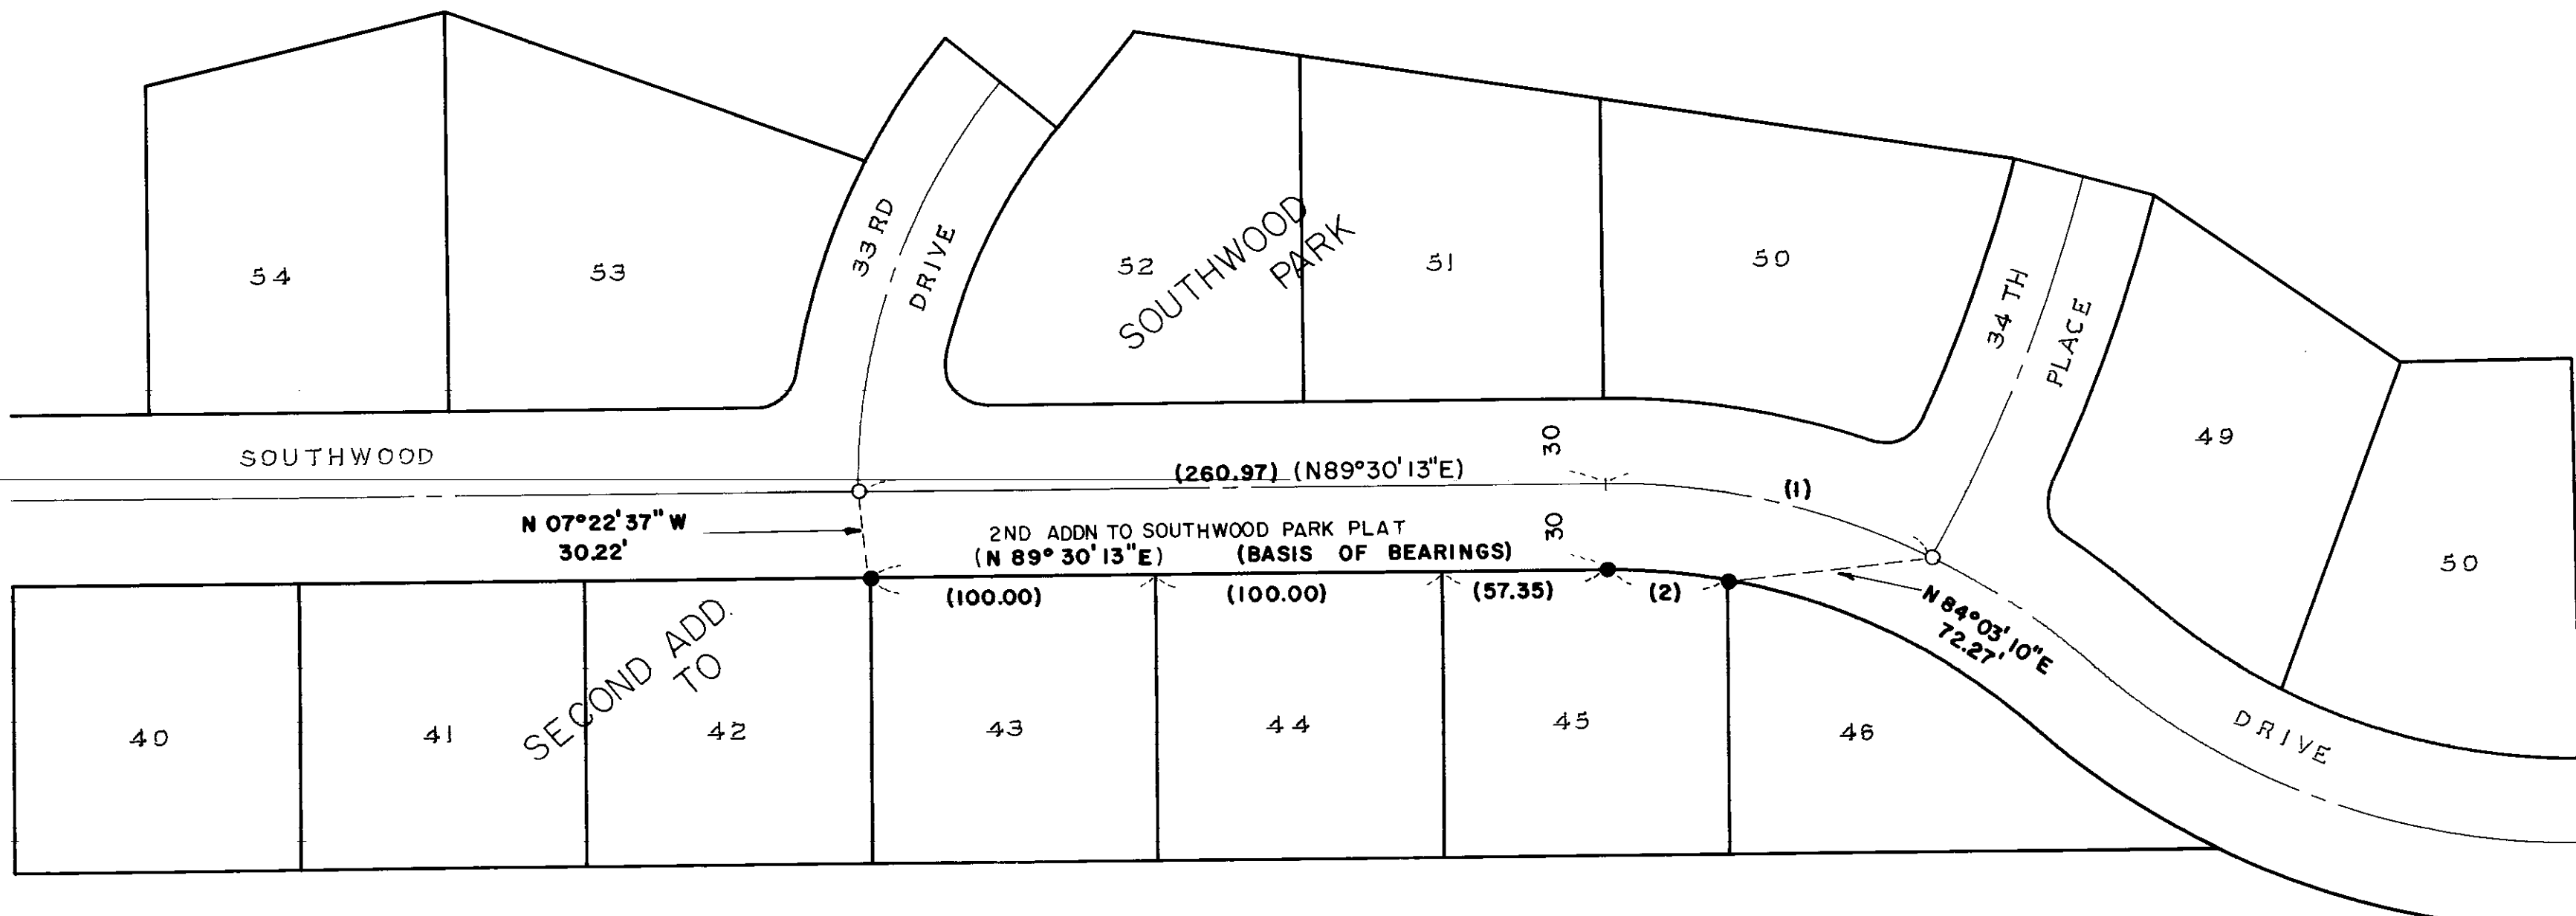 54
53
33 RD
DRIVE
52
SOUTHWOOD
PARK
51
50
34 TH
PLACE
49
50
SOUTHWOOD
30
(260.97) (N89°30'13"E)
(1)
N 07°22'37" W
30.22'
30
2ND ADDN TO SOUTHWOOD PARK PLAT
(N 89° 30' 13"E) (BASIS OF BEARINGS)
(100.00)
(100.00)
(57.35)
(2)
N 84°03'10"E
72.27'
SECOND ADD.
TO
DRIVE
40
41
42
43
44
45
46